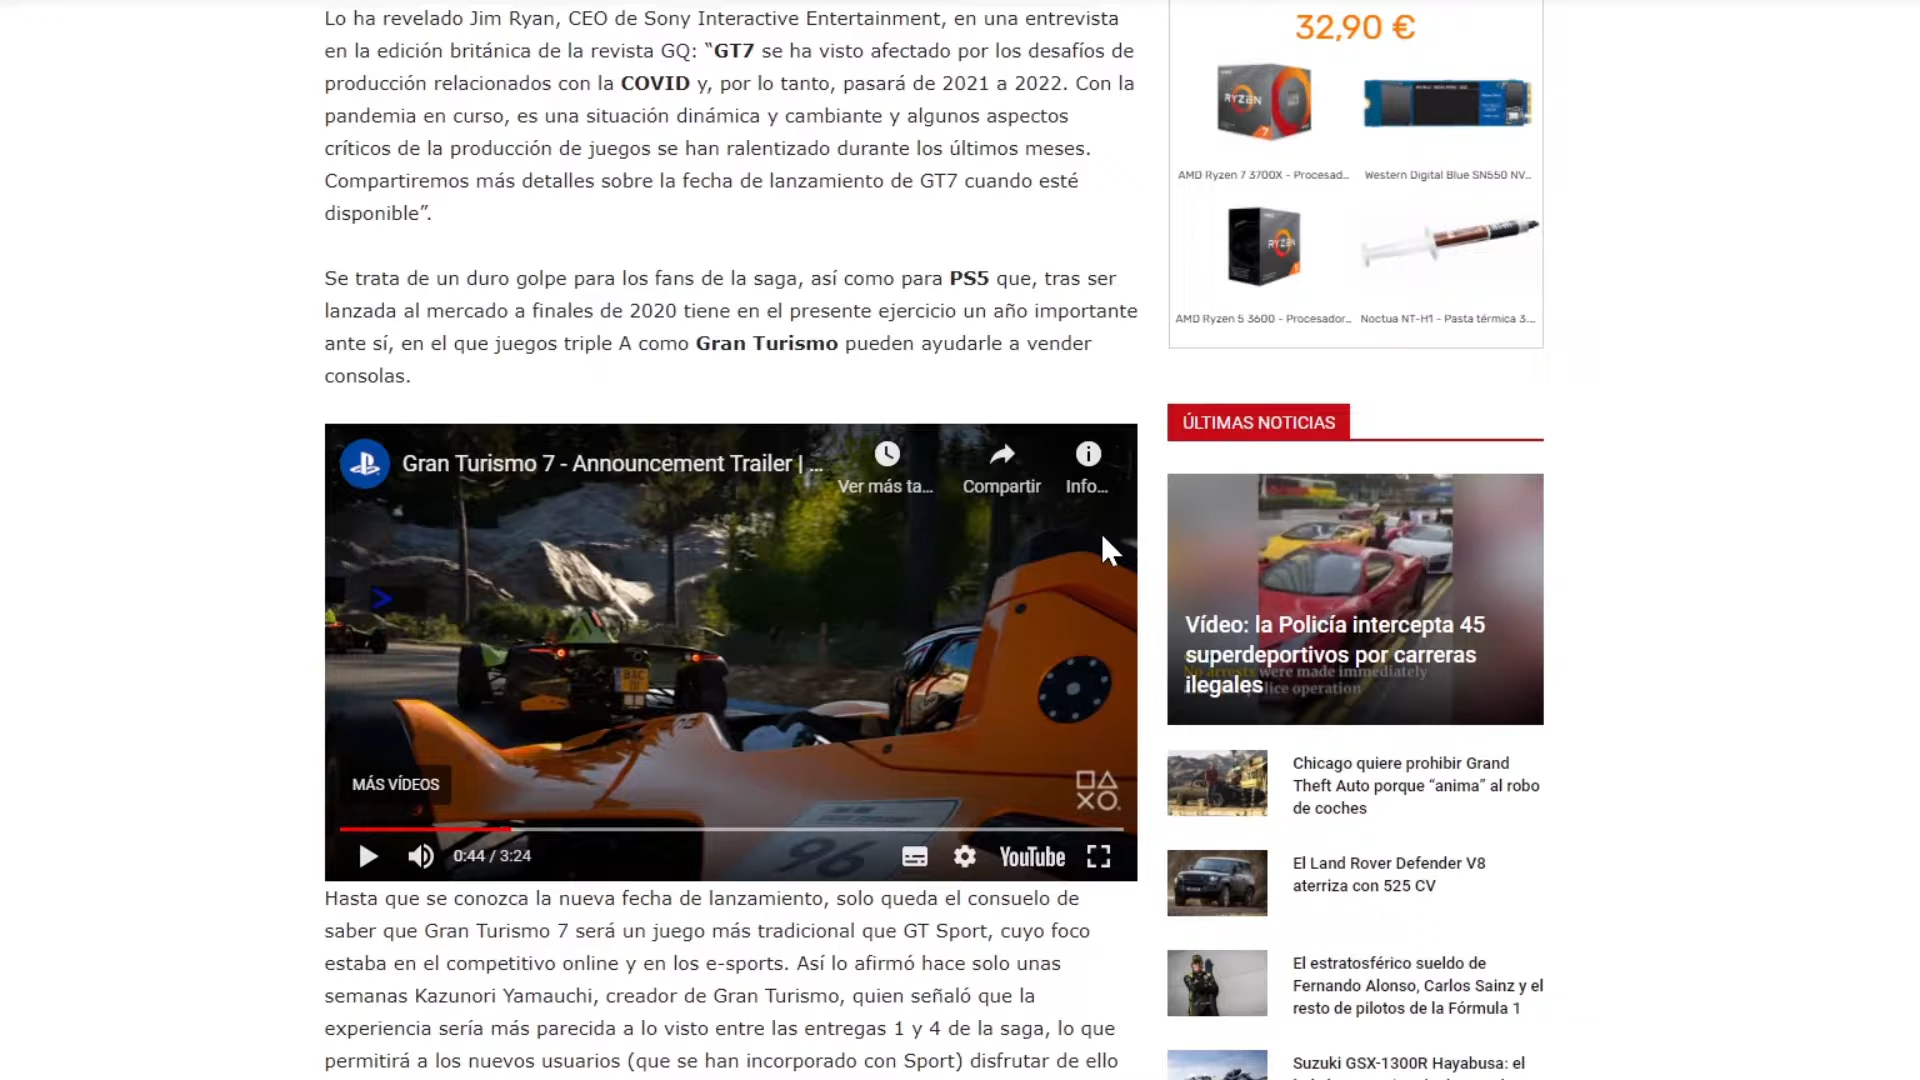 Lo ha revelado Jim Ryan, CEO de Sony Interactive Entertainment, en una entrevista
en la edición británica de la revista GQ: “GT7 se ha visto afectado por los desafíos de
producción relacionados con la COVID y, por lo tanto, pasará de 2021 a 2022. Con la
pandemia en curso, es una situación dinámica y cambiante y algunos aspectos
críticos de la producción de juegos se han ralentizado durante los últimos meses.
Compartiremos más detalles sobre la fecha de lanzamiento de GT7 cuando esté
disponible”.
Se trata de un duro golpe para los fans de la saga, así como para PS5 que, tras ser
lanzada al mercado a finales de 2020 tiene en el presente ejercicio un año importante
ante sí, en el que juegos triple A como Gran Turismo pueden ayudarle a vender
consolas.
Gran Turismo 7 - Announcement Trailer | ...
Ver más ta...
Compartir
Info...
BAC
96
MÁS VÍDEOS
0:44 / 3:24
YouTube
Hasta que se conozca la nueva fecha de lanzamiento, solo queda el consuelo de
saber que Gran Turismo 7 será un juego más tradicional que GT Sport, cuyo foco
estaba en el competitivo online y en los e-sports. Así lo afirmó hace solo unas
semanas Kazunori Yamauchi, creador de Gran Turismo, quien señaló que la
experiencia sería más parecida a lo visto entre las entregas 1 y 4 de la saga, lo que
permitirá a los nuevos usuarios (que se han incorporado con Sport) disfrutar de ello
32,90 €
RYZEN
7
AMD Ryzen 7 3700X - Procesad...
Western Digital Blue SN550 NV...
RYZEN
AMD Ryzen 5 3600 - Procesador...
Noctua NT-H1 - Pasta térmica 3....
ÚLTIMAS NOTICIAS
Vídeo: la Policía intercepta 45
superdeportivos por carreras
ilegales
No arrests were made immediately
police operation
Chicago quiere prohibir Grand
Theft Auto porque “anima” al robo
de coches
El Land Rover Defender V8
aterriza con 525 CV
El estratosférico sueldo de
Fernando Alonso, Carlos Sainz y el
resto de pilotos de la Fórmula 1
Suzuki GSX-1300R Hayabusa: el